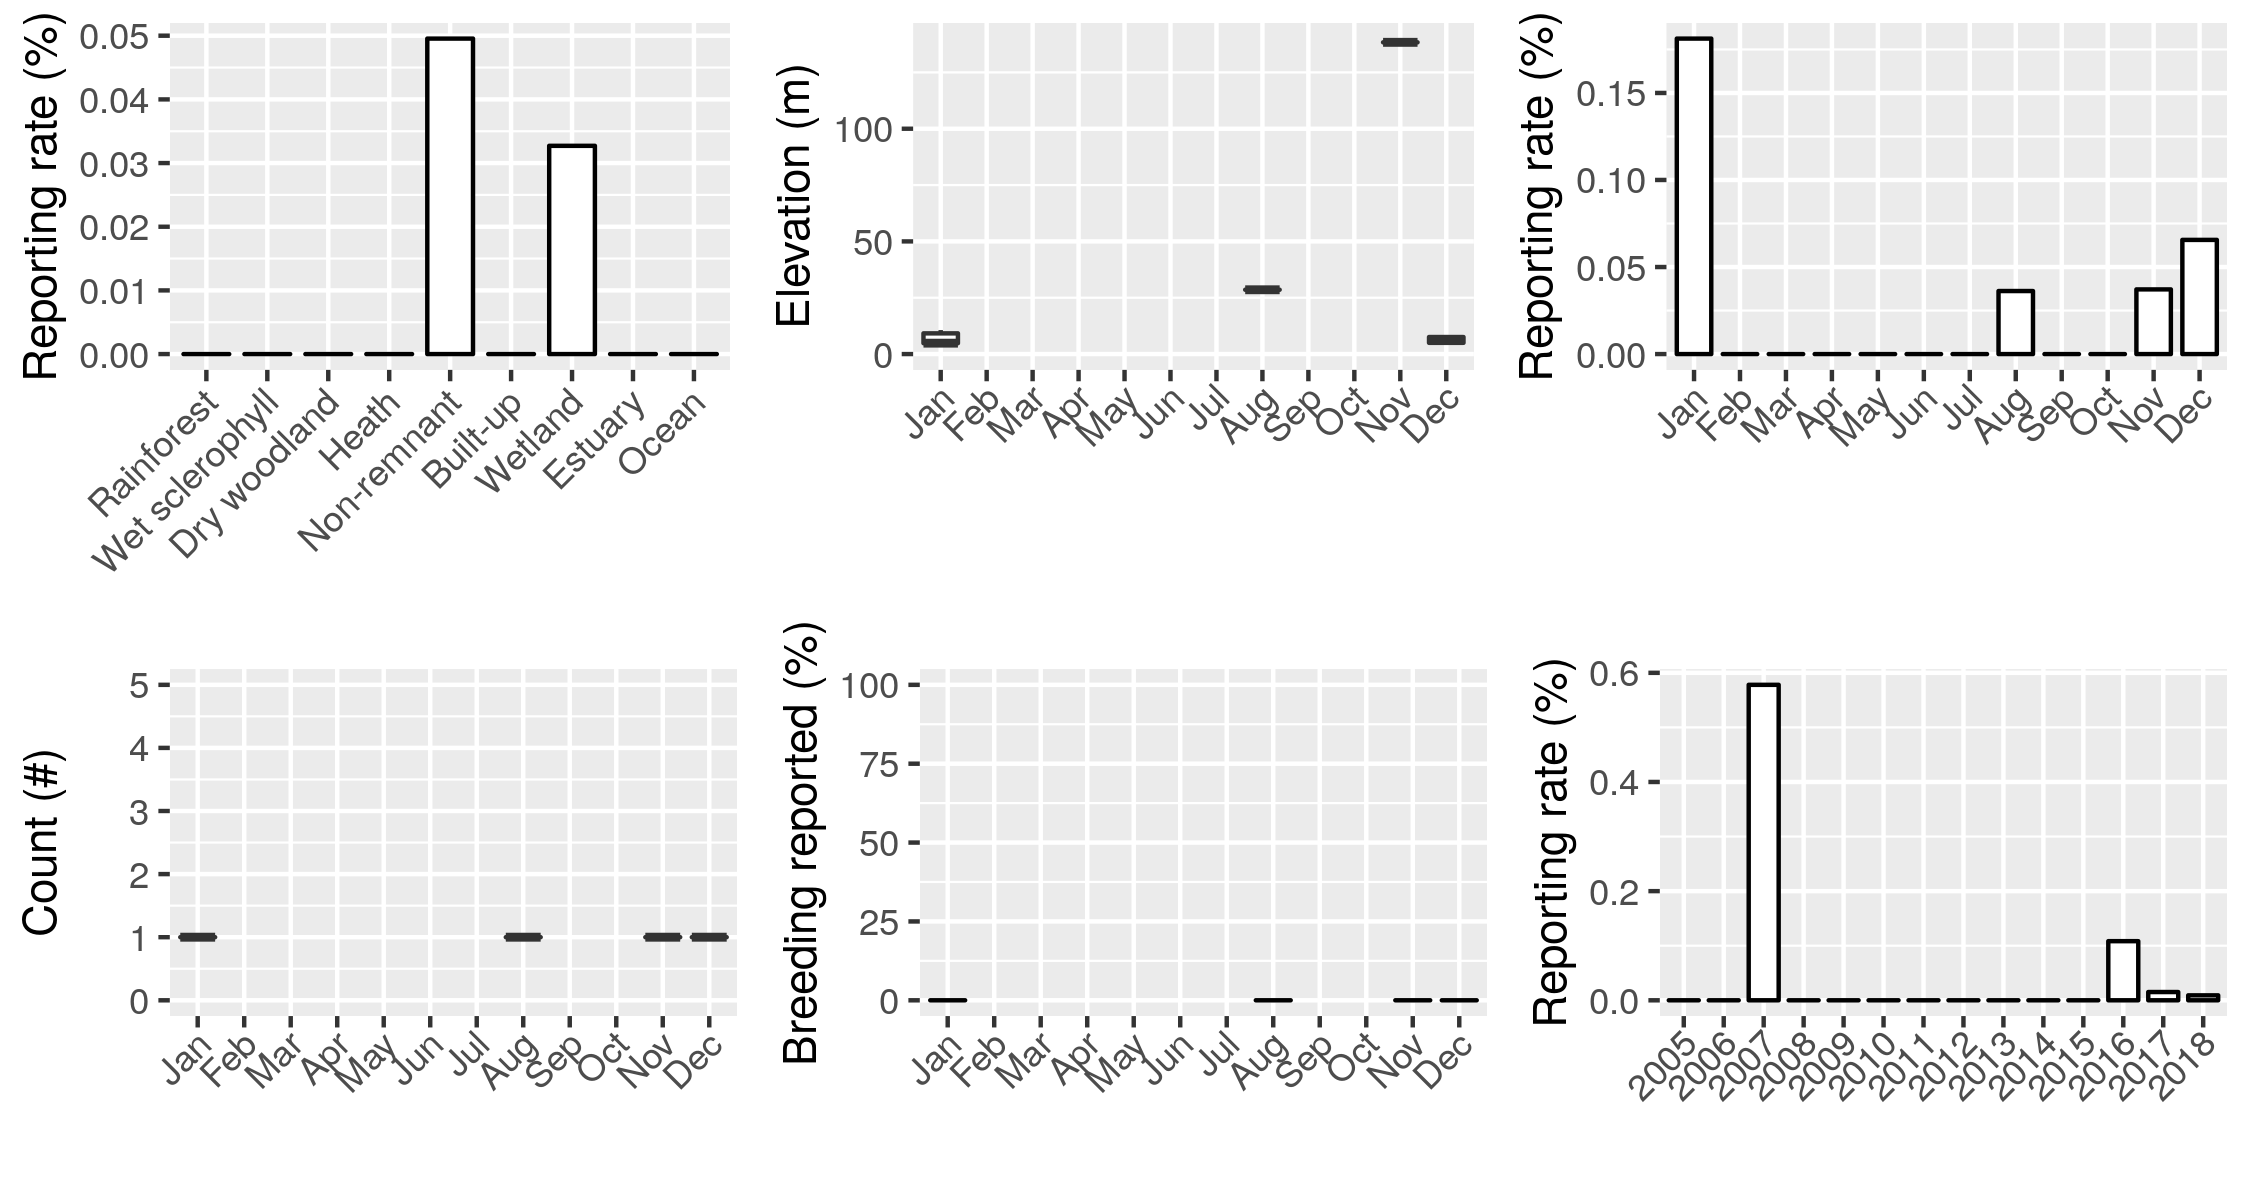 Reporting rate (%)
0.05
0.04
0.03
0.02
0.01
0.00
Rainforest
Wet sclerophyll
Dry woodland
Heath
Non-remnant
Built-up
Wetland
Estuary
Ocean
Elevation (m)
100
50
0
Jan
Feb
Mar
Apr
May
Jun
Jul
Aug
Sep
Oct
Nov
Dec
Reporting rate (%)
0.15
0.10
0.05
0.00
Jan
Feb
Mar
Apr
May
Jun
Jul
Aug
Sep
Oct
Nov
Dec
Count (#)
5
4
3
2
1
0
Jan
Feb
Mar
Apr
May
Jun
Jul
Aug
Sep
Oct
Nov
Dec
Breeding reported (%)
100
75
50
25
0
Jan
Feb
Mar
Apr
May
Jun
Jul
Aug
Sep
Oct
Nov
Dec
Reporting rate (%)
0.6
0.4
0.2
0.0
2005
2006
2007
2008
2009
2010
2011
2012
2013
2014
2015
2016
2017
2018